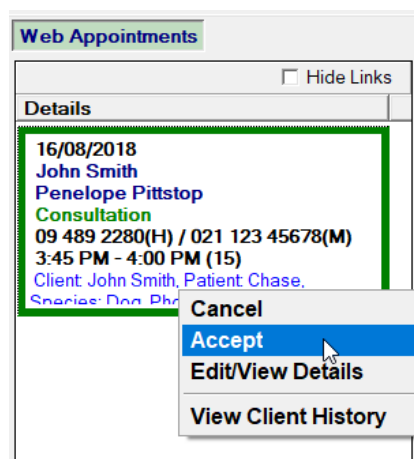 Web Appointments
Hide Links
Details
16/08/2018
John Smith
Penelope Pittstop
Consultation
09 489 2280(H) / 021 123 45678(M)
3:45 PM - 4:00 PM (15)
Client: John Smith, Patient: Chase,
Species: Dog, Pho
Cancel
Accept
Edit/View Details
View Client History